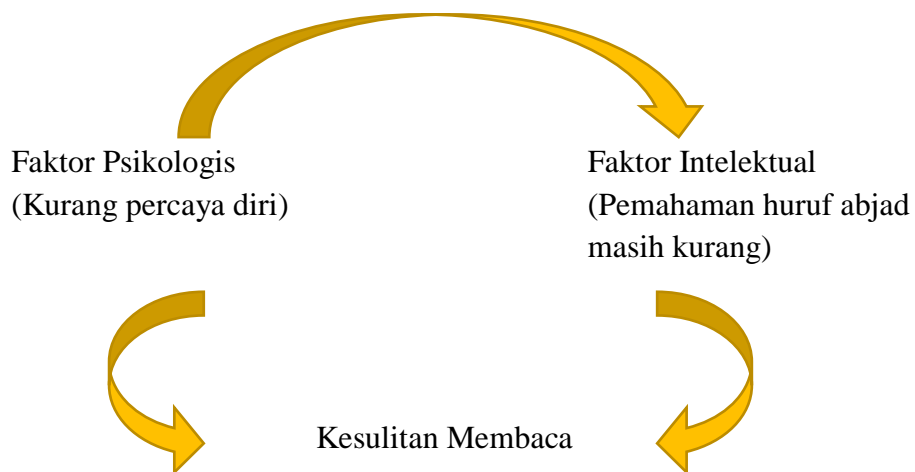 Faktor Psikologis
(Kurang percaya diri)
Faktor Intelektual
(Pemahaman huruf abjad
masih kurang)
Kesulitan Membaca